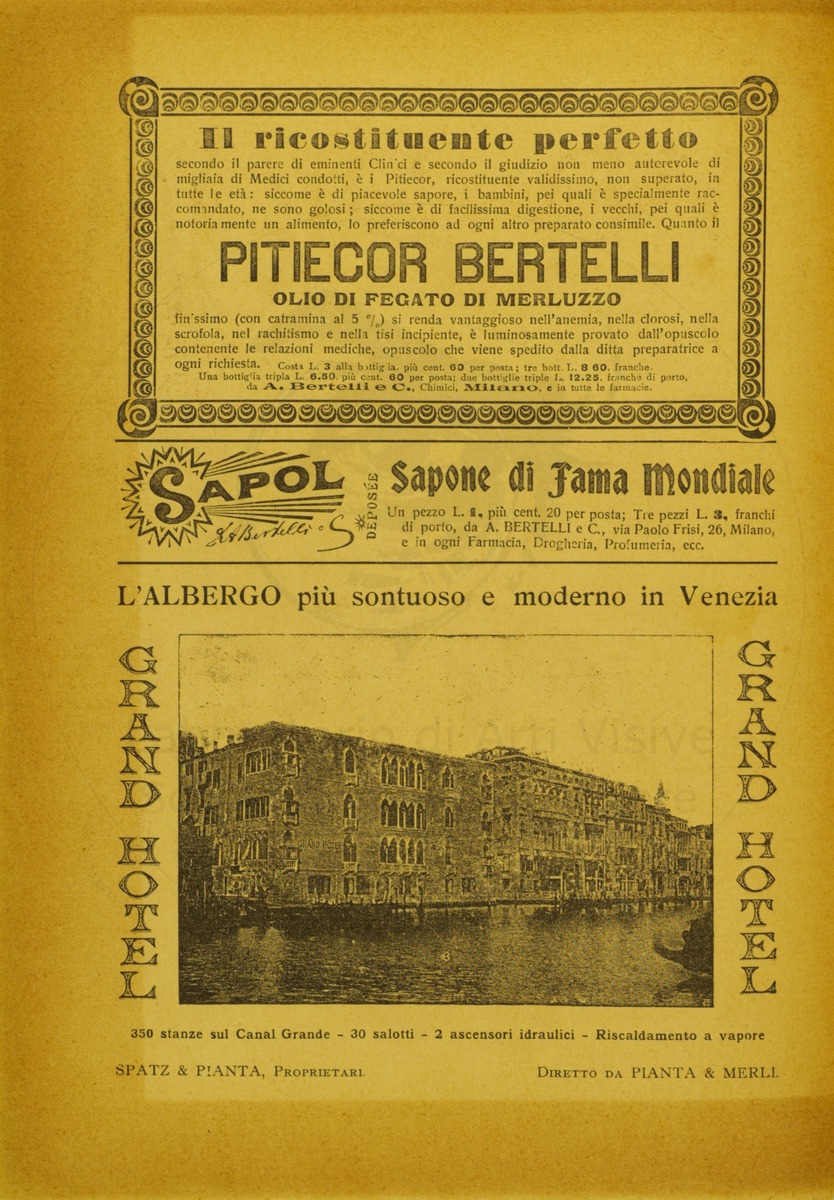 Il ricostituente perfetto
secondo il parere di eminenti Clinici e secondo il giudizio non meno autorevole di
migliaia di Medici condotti, è i Pitiecor, ricostituente validissimo, non superato, in
tutte le età: siccome è di piacevole sapore, i bambini, pei quali è specialmente rac-
comandato, ne sono golosi; siccome è di facilissima digestione, i vecchi, pei quali è
notoriamente un alimento, lo preferiscono ad ogni altro preparato consimile. Quanto il
PITIECOR BERTELLI
OLIO DI FEGATO DI MERLUZZO
fin'ssimo (con catramina al 5 %) si renda vantaggioso nell'anemia, nella clorosi, nella
scrofola, nel rachitismo e nella tisi incipiente, è luminosamente provato dall'opuscolo
contenente le relazioni mediche, opuscolo che viene spedito dalla ditta preparatrice a
ogni richiesta. Costa L. 3 alla bottiglia, più cent. 60 per posta; tre bott. L. 8 60, franche.
Una bottiglia tripla L. 6.50, più cent. 60 per posta; due bottiglie triple L. 12.25, franche di porto,
da A. Bertelli e C., Chimici, Milano, e in tutte le farmacie.
SAPOL
A Bertelli e C
DEPOSÉE
Sapone di Fama Mondiale
Un pezzo L. 1, più cent. 20 per posta; Tre pezzi L. 3, franchi
di porto, da A. BERTELLI e C., via Paolo Frisi, 26, Milano,
e in ogni Farmacia, Drogheria, Profumeria, ecc.
L'ALBERGO più sontuoso e moderno in Venezia
GRAND HOTEL
GRAND HOTEL
GRAND HOTEL
di Arti Visive
350 stanze sul Canal Grande - 30 salotti - 2 ascensori idraulici - Riscaldamento a vapore
SPATZ & PIANTA, PROPRIETARI.
DIRETTO DA PIANTA & MERLI.